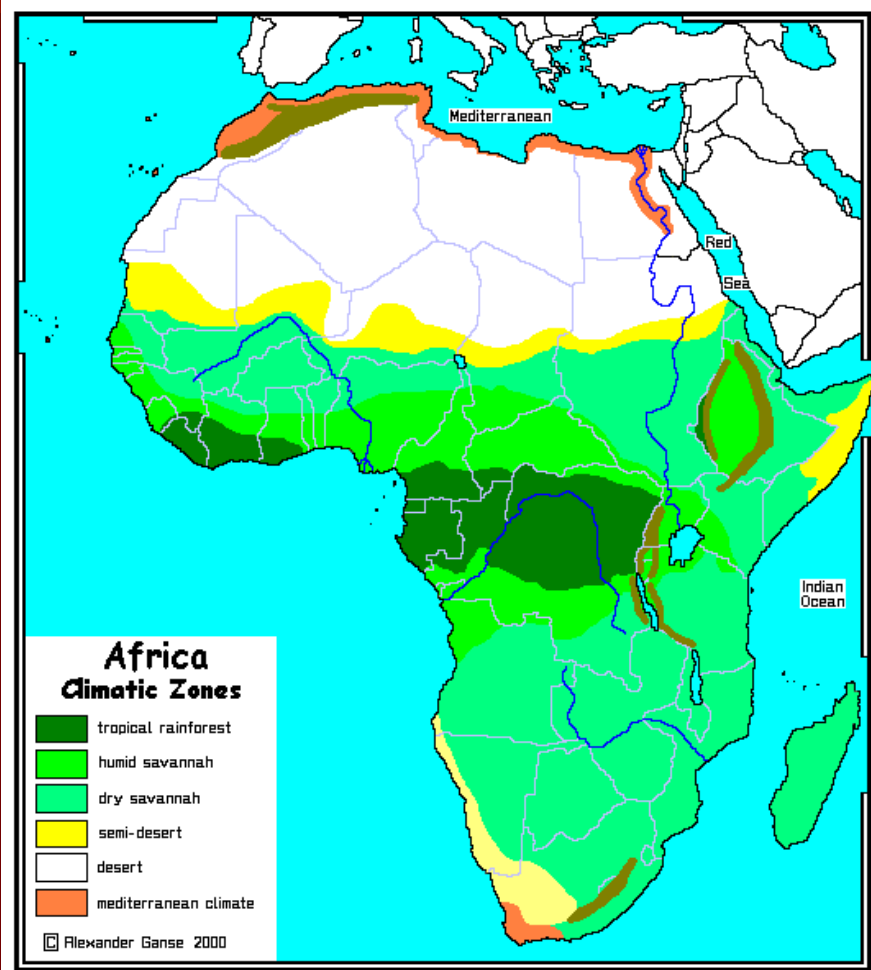 Mediterranean
Red
Sea
Indian
Ocean
Africa
Climatic Zones
tropical rainforest
humid savannah
dry savannah
semi-desert
desert
mediterranean climate
C Alexander Ganse 2000